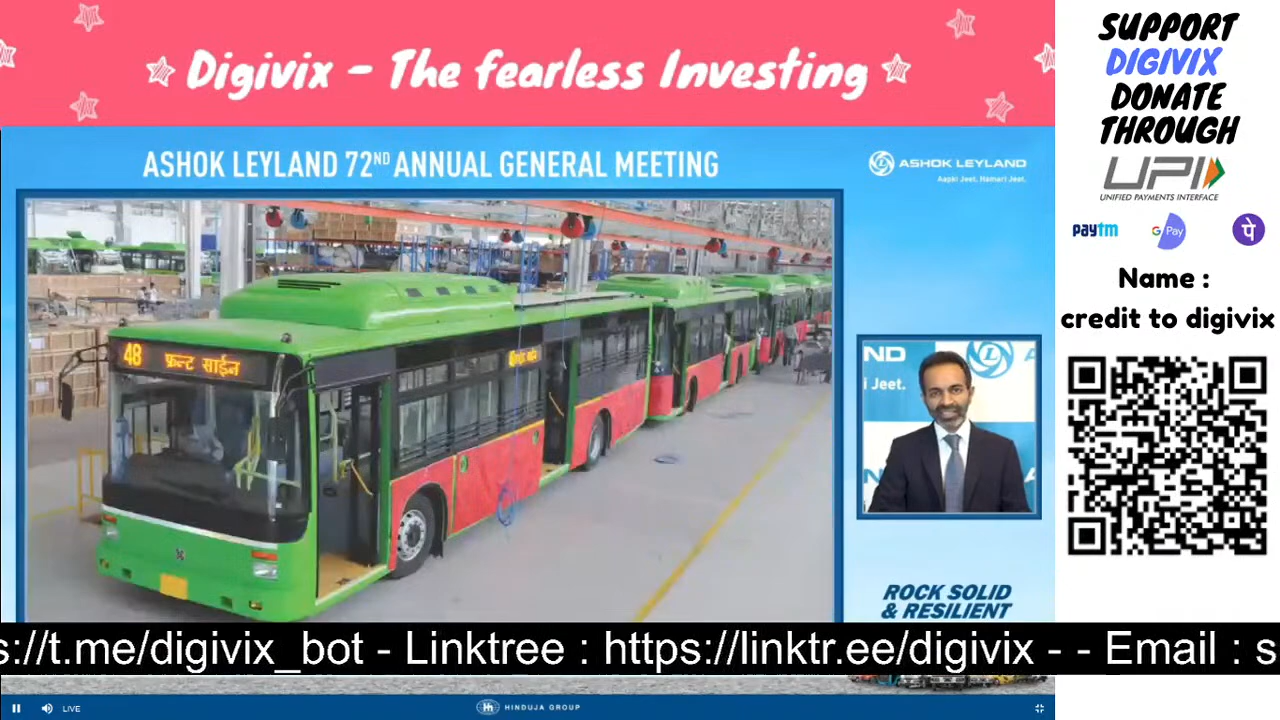 Digivix - The fearless Investing
ASHOK LEYLAND 72ND ANNUAL GENERAL MEETING
ASHOK LEYLAND
Aapki Jeet. Hamari Jeet.
48 फ्रन्ट साईन
ND
i Jeet.
ROCK SOLID
& RESILIENT
s://t.me/digivix_bot - Linktree : https://linktr.ee/digivix - - Email : s
LIVE
HINDUJA GROUP
SUPPORT
DIGIVIX
DONATE
THROUGH
UPI
UNIFIED PAYMENTS INTERFACE
paytm
G Pay
पे
Name :
credit to digivix